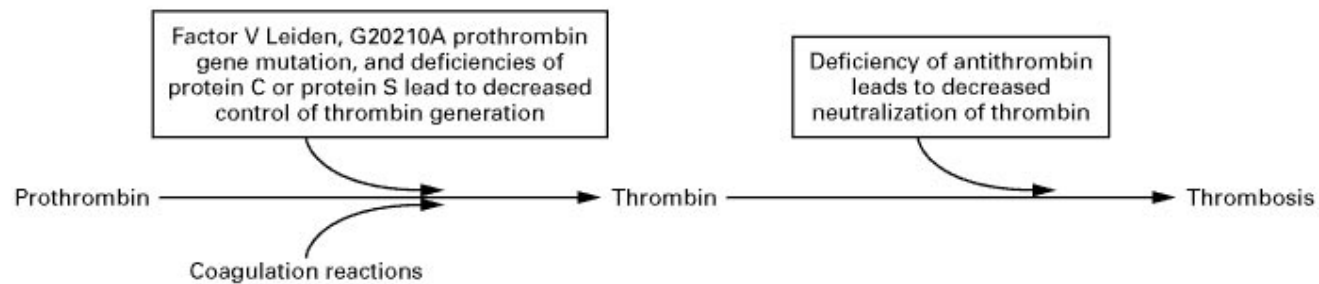 Factor V Leiden, G20210A prothrombin
gene mutation, and deficiencies of
protein C or protein S lead to decreased
control of thrombin generation
Deficiency of antithrombin
leads to decreased
neutralization of thrombin
Prothrombin
Thrombin
Thrombosis
Coagulation reactions